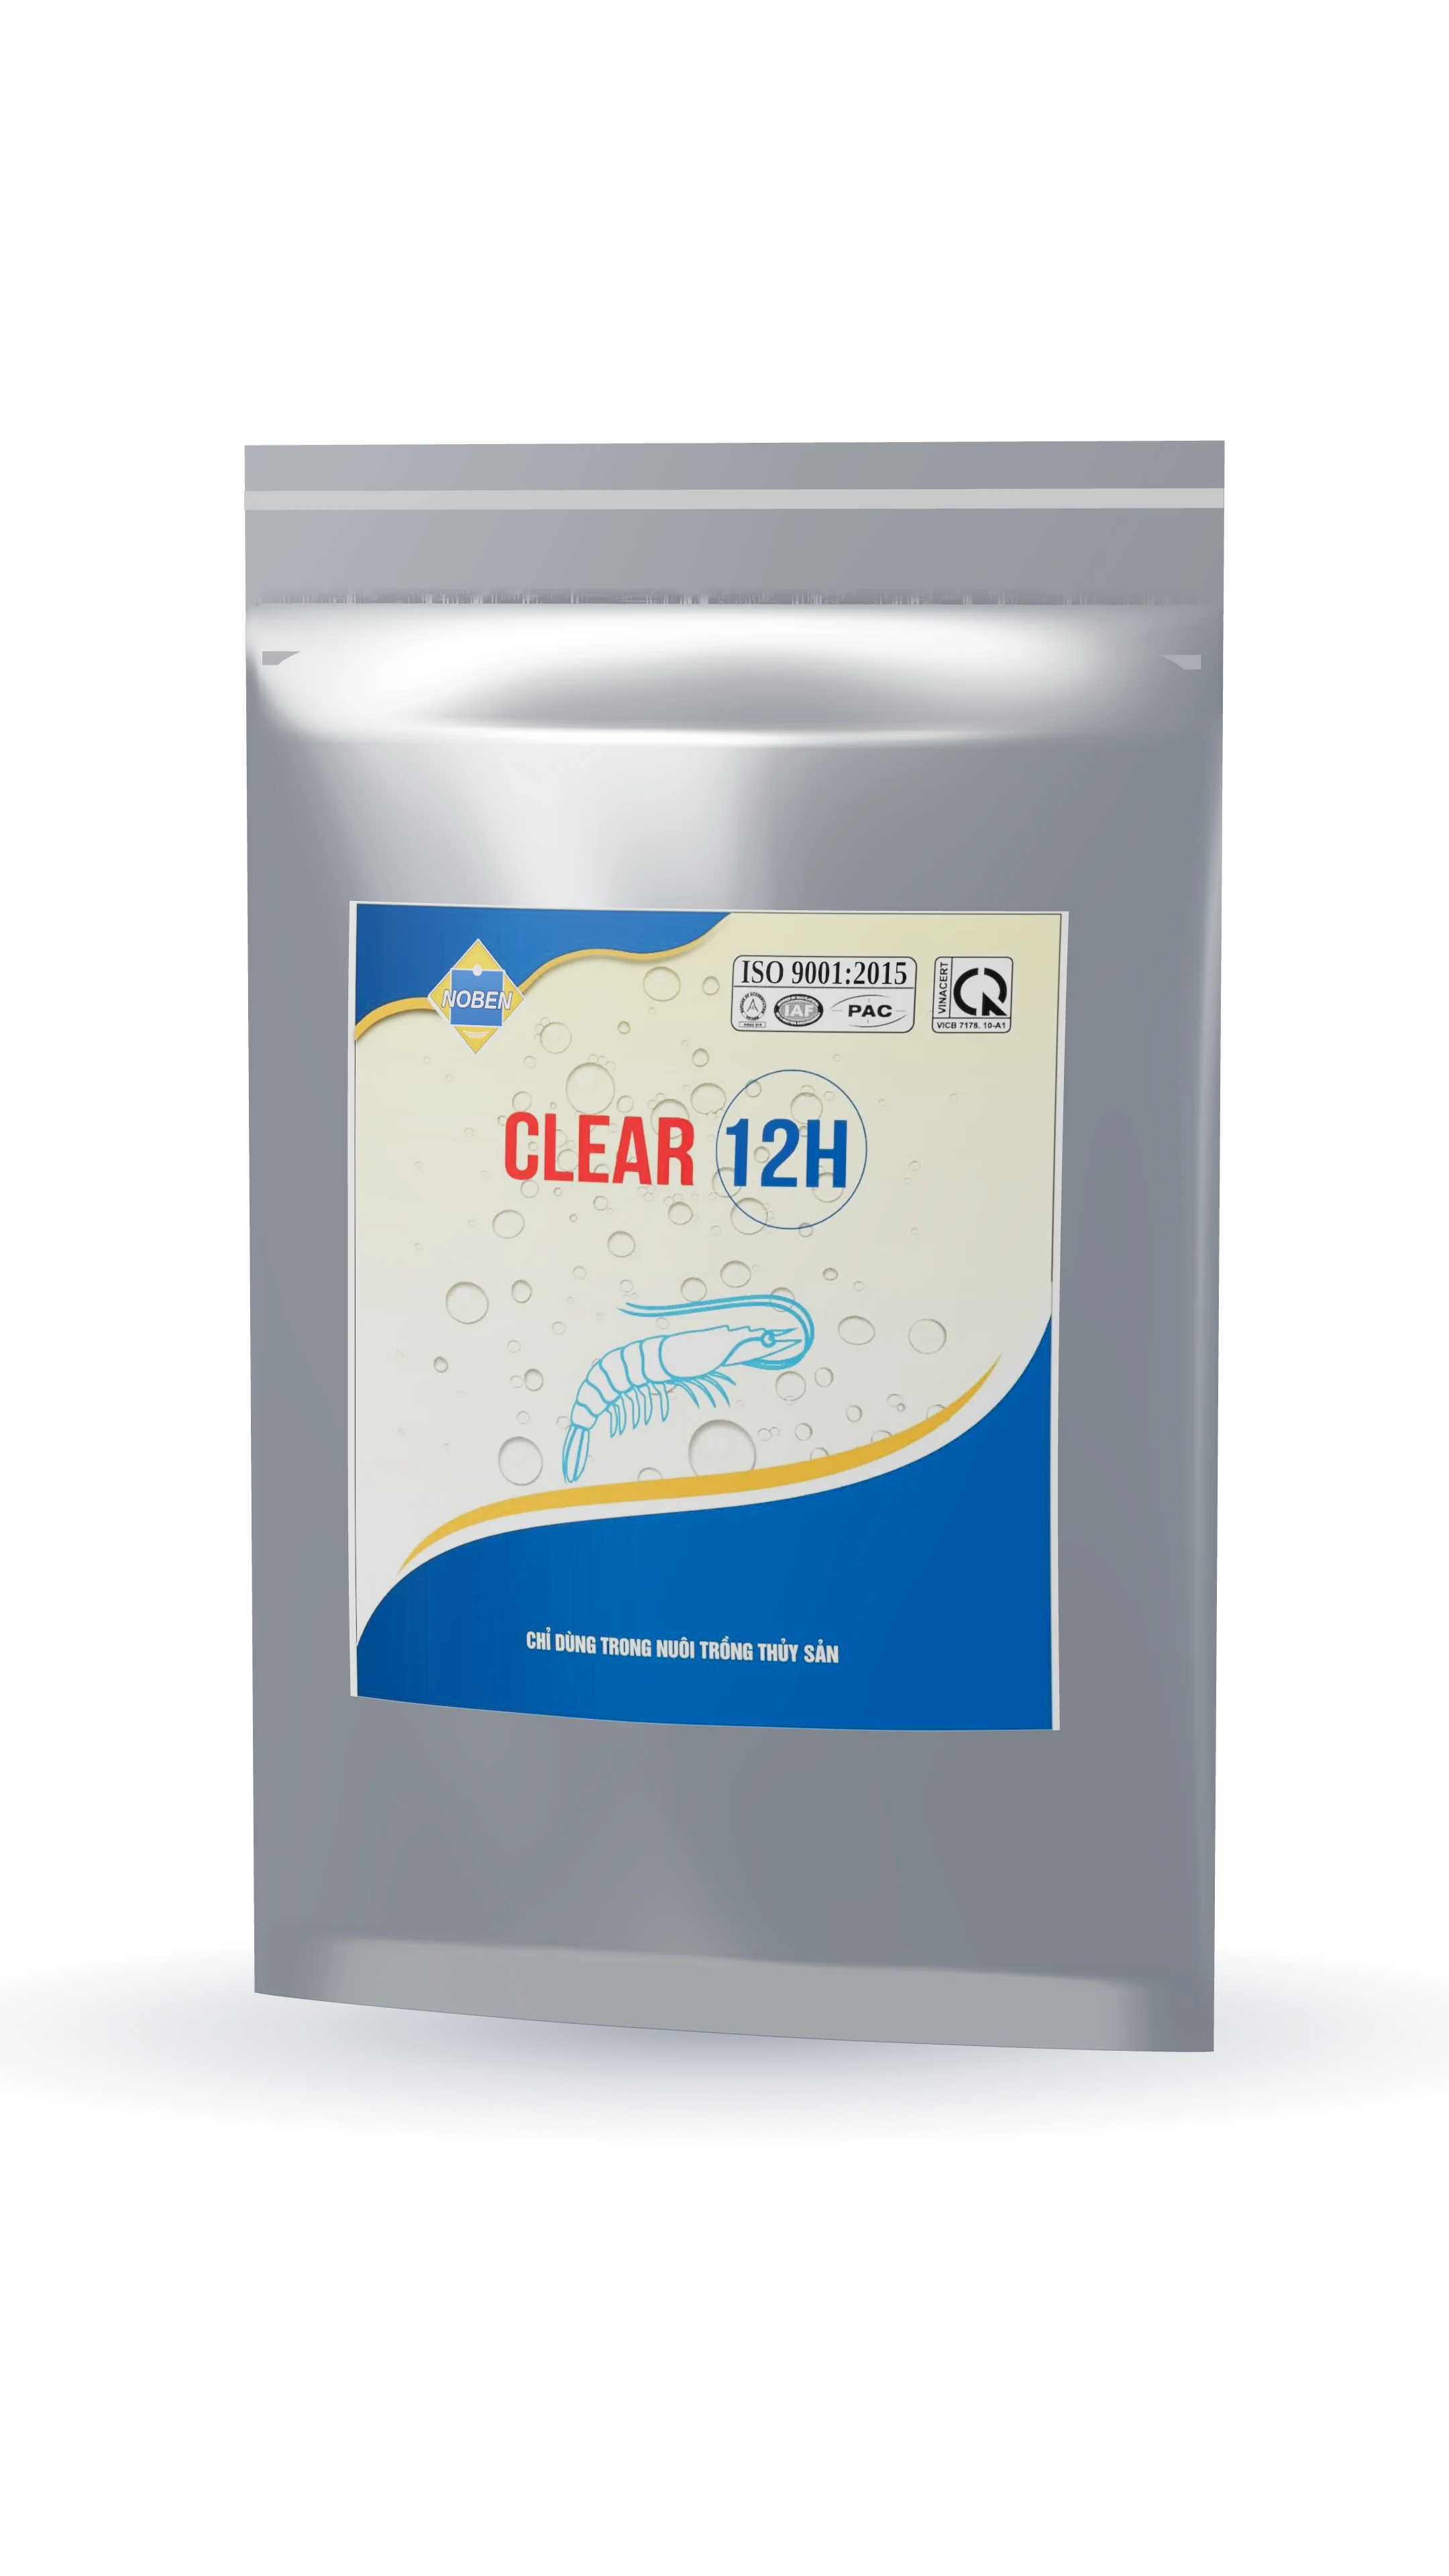 NOBEN
ISO 9001:2015
IAF
PAC
VINACERT
VICB 7178. 10-A1
CLEAR 12H
CHỈ DÙNG TRONG NUÔI TRỒNG THỦY SẢN